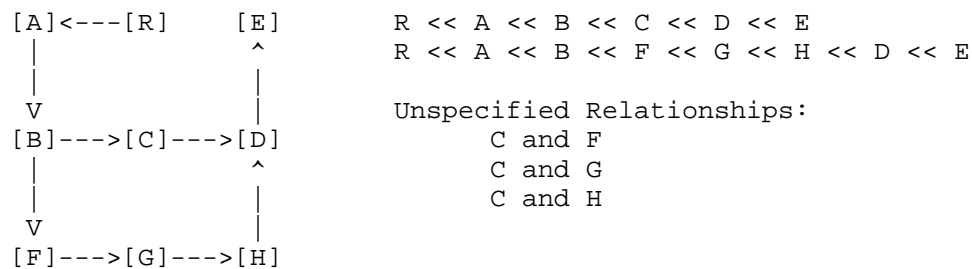 [A]<---[R]      [E]        R << A << B << C << D << E
 |               ^         R << A << B << F << G << H << D << E
 |               |
 V               |         Unspecified Relationships:
[B]--->[C]--->[D]                C and F
 |               ^               C and G
 |               |               C and H
 V               |
[F]--->[G]--->[H]